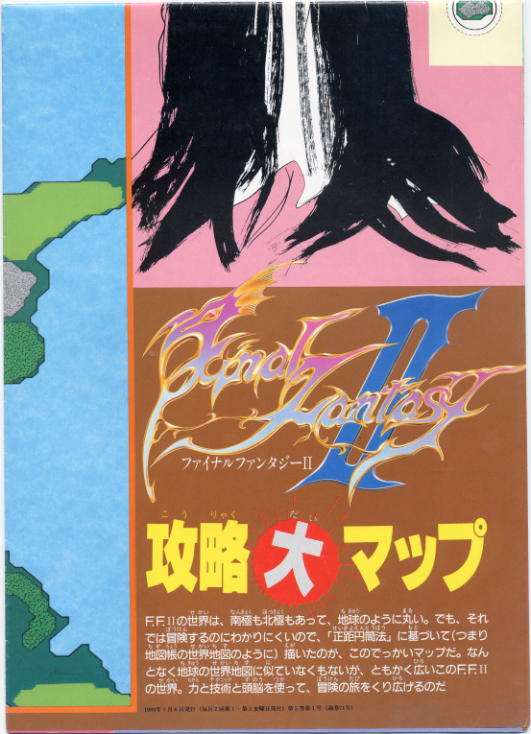 Final Fantasy II
ファイナルファンタジーII
こうりゃく だい
攻略大マップ
F.F.IIの世界は、南極も北極もあって、地球のように丸い。でも、それ
では冒険するのにわかりにくいので、「正距円筒法」に基づいて(つまり
地図帳の世界地図のように)描いたのが、このでっかいマップだ。なん
となく地球の世界地図に似ていなくもないが、ともかく広いこのF.F.II
の世界。力と技術と頭脳を使って、冒険の旅をくり広げるのだ